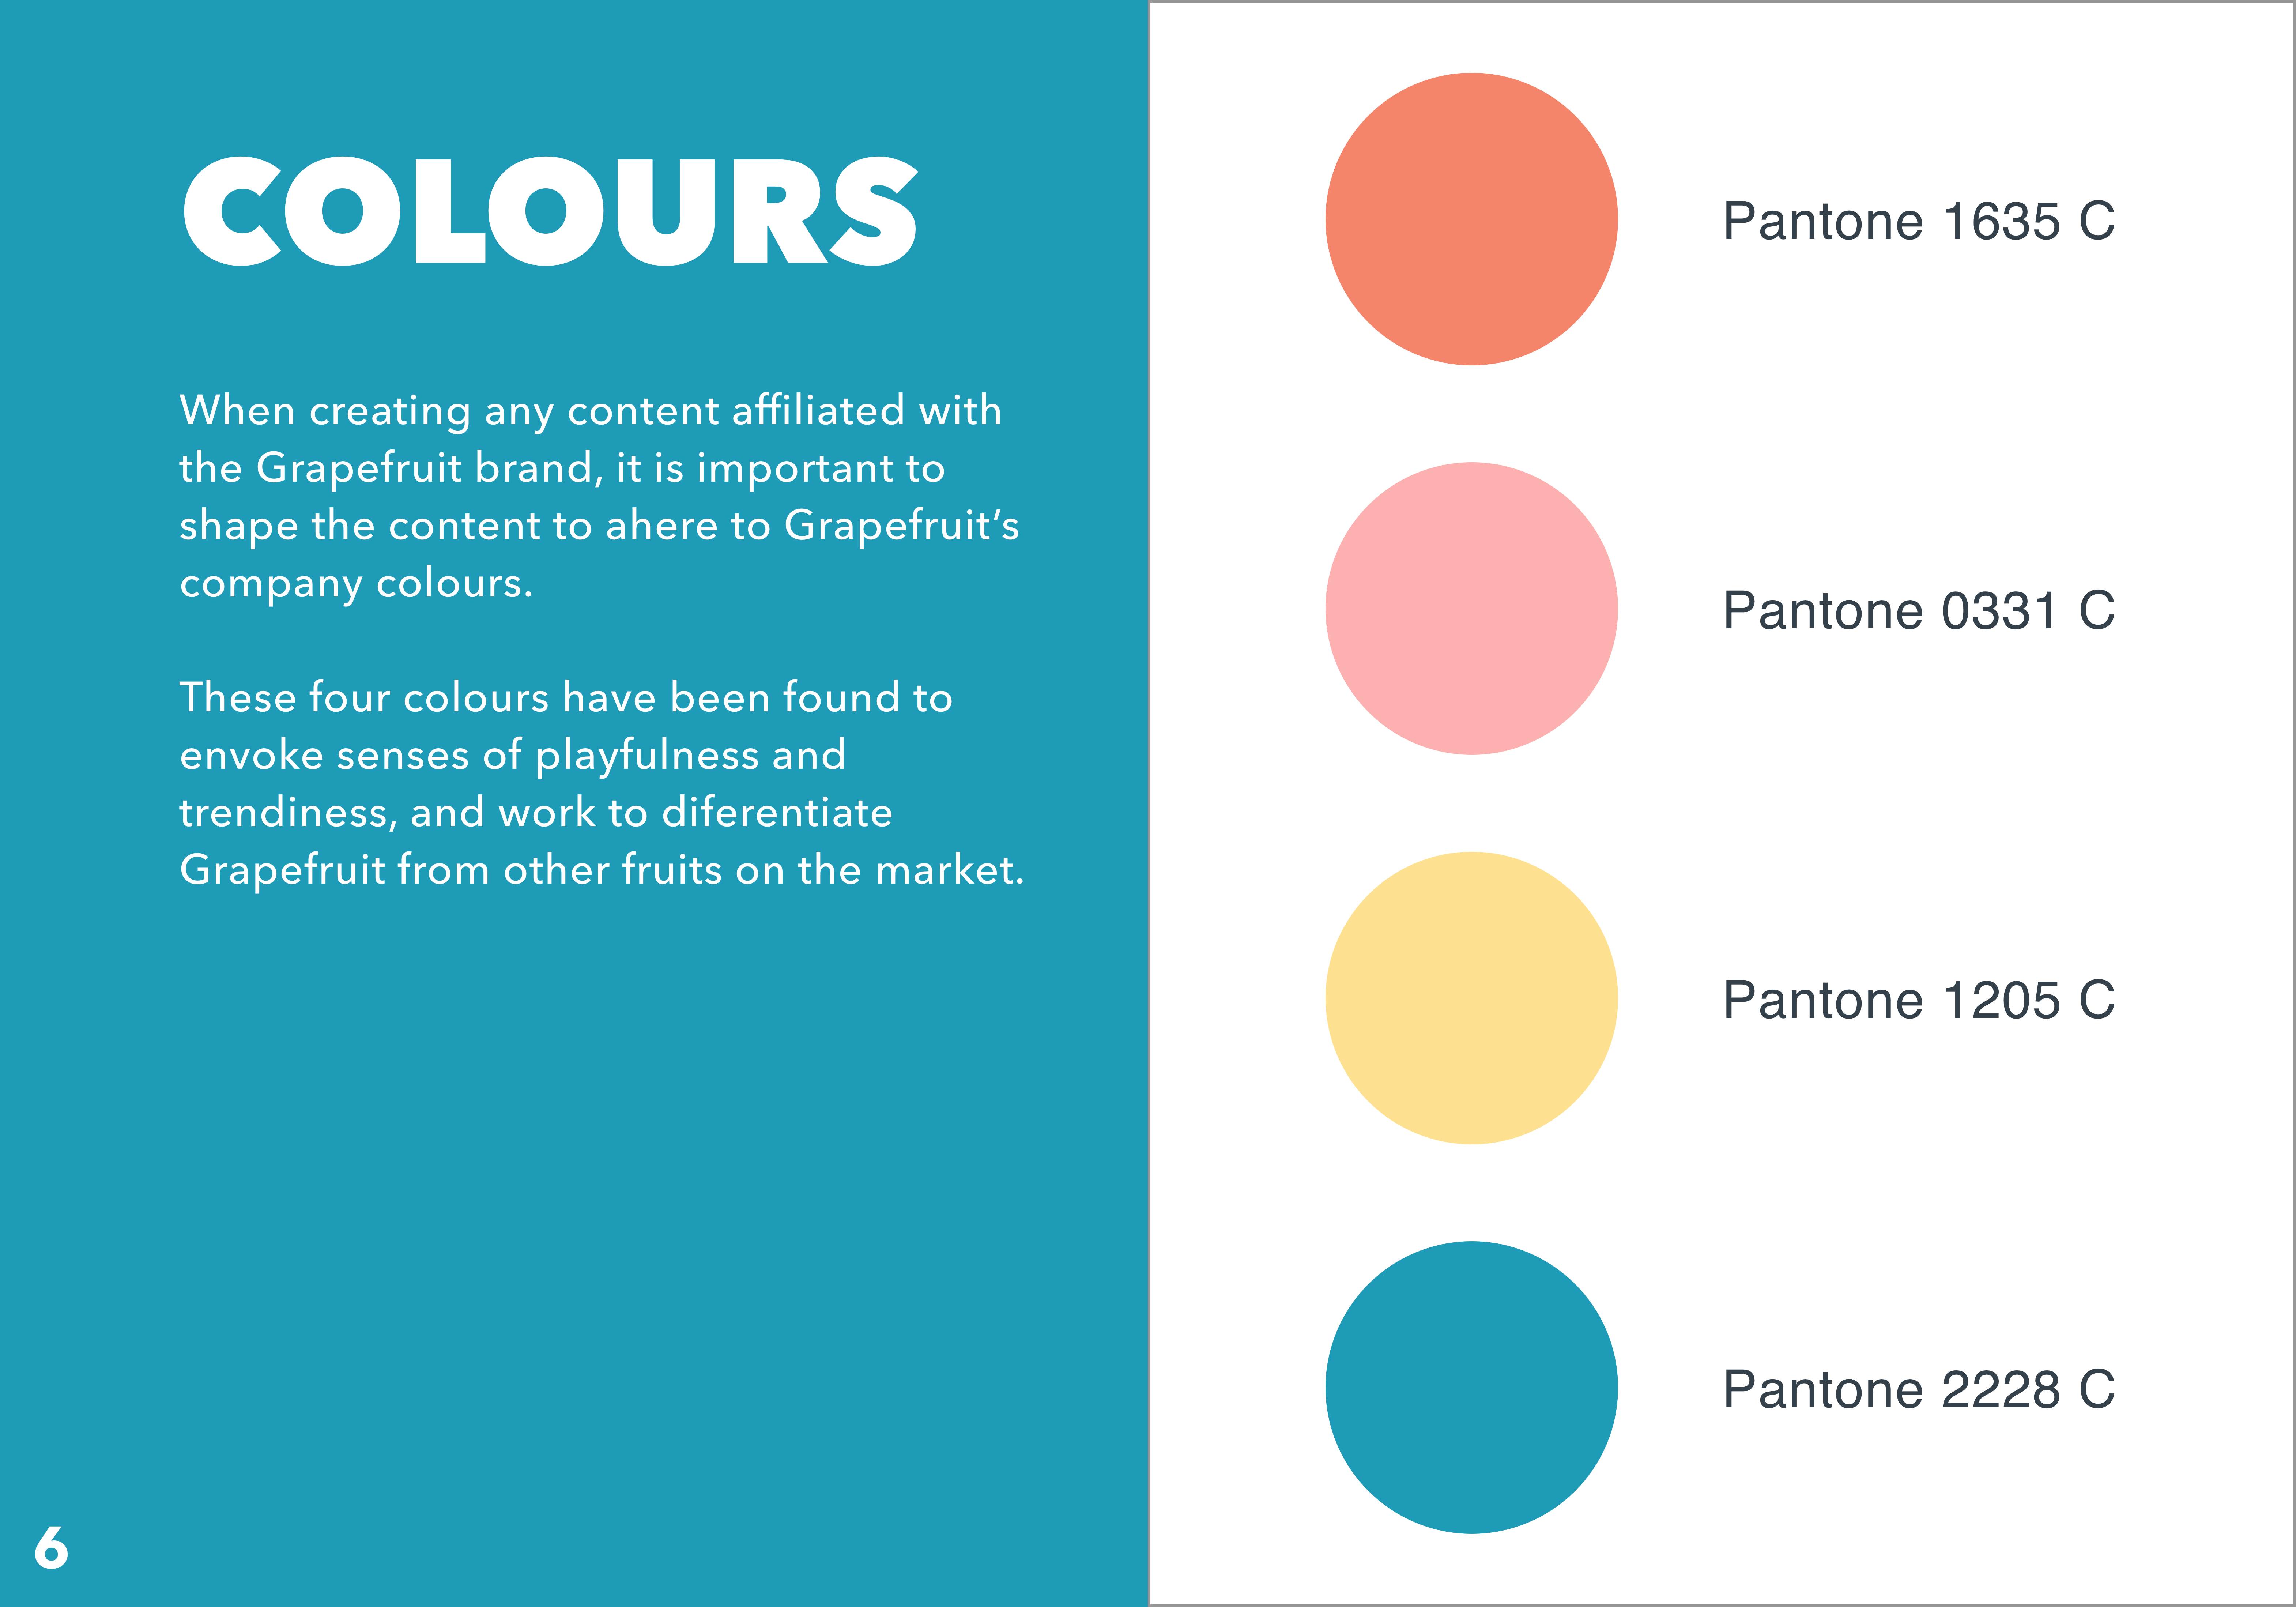 COLOURS
When creating any content affiliated with
the Grapefruit brand, it is important to
shape the content to ahere to Grapefruit’s
company colours.
These four colours have been found to
envoke senses of playfulness and
trendiness, and work to diferentiate
Grapefruit from other fruits on the market.
6
Pantone 1635 C
Pantone 0331 C
Pantone 1205 C
Pantone 2228 C